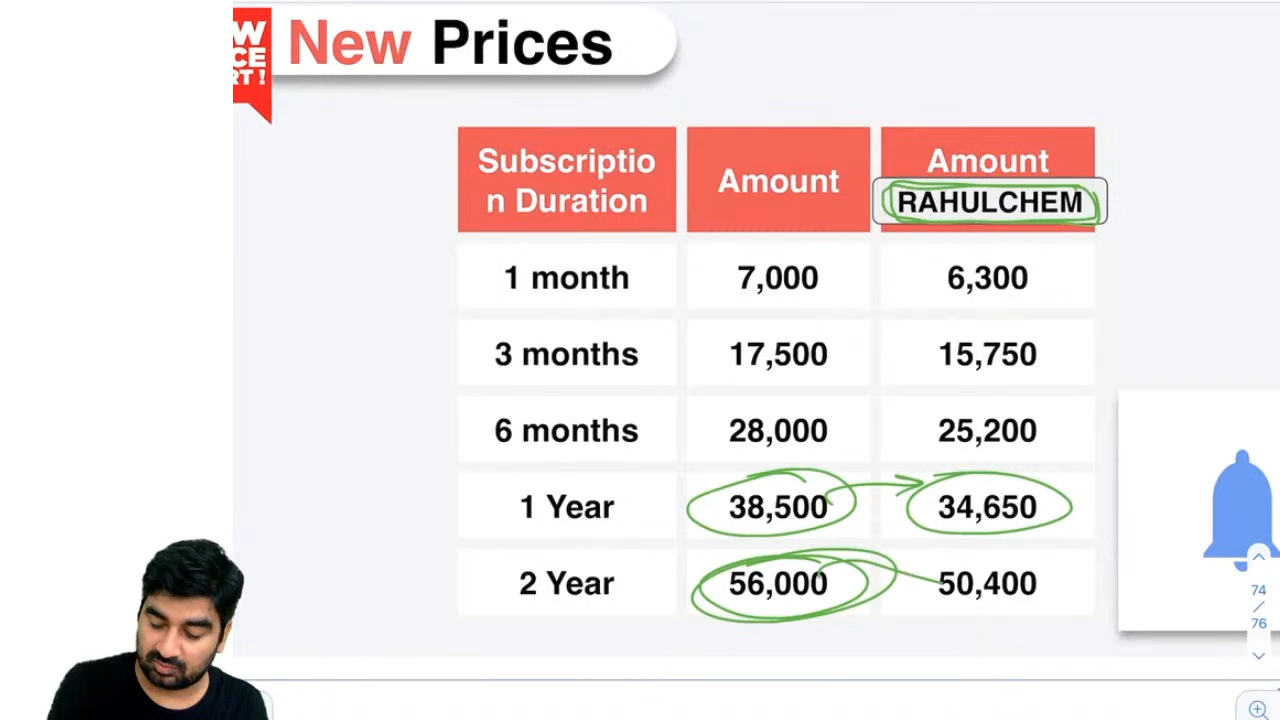 W
CE
RT!
New Prices
Subscriptio
n Duration
Amount
Amount
RAHULCHEM
1 month
7,000
6,300
3 months
17,500
15,750
6 months
28,000
25,200
1 Year
38,500
34,650
2 Year
56,000
50,400
74
/
76